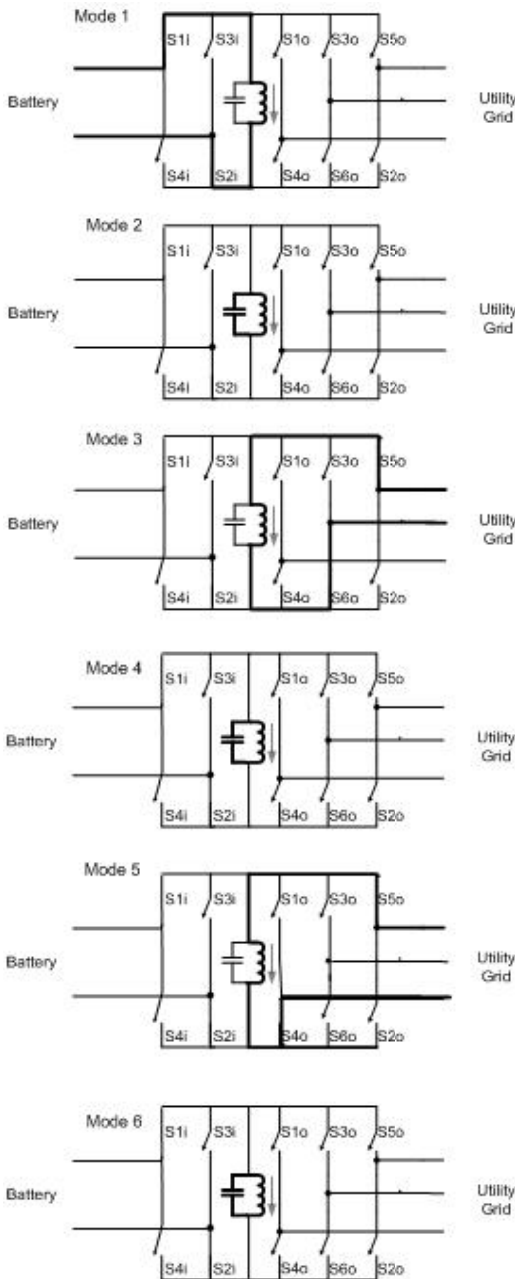 Mode 1
S1i S3i S1o S3o S5o
Battery Utility
Grid
S4i S2i S4o S6o S2o
Mode 2
S1i S3i S1o S3o S5o
Battery Utility
Grid
S4i S2i S4o S6o S2o
Mode 3
S1i S3i S1o S3o S5o
Battery Utility
Grid
S4i S2i S4o S6o S2o
Mode 4
S1i S3i S1o S3o S5o
Battery Utility
Grid
S4i S2i S4o S6o S2o
Mode 5
S1i S3i S1o S3o S5o
Battery Utility
Grid
S4i S2i S4o S6o S2o
Mode 6
S1i S3i S1o S3o S5o
Battery Utility
Grid
S4i S2i S4o S6o S2o